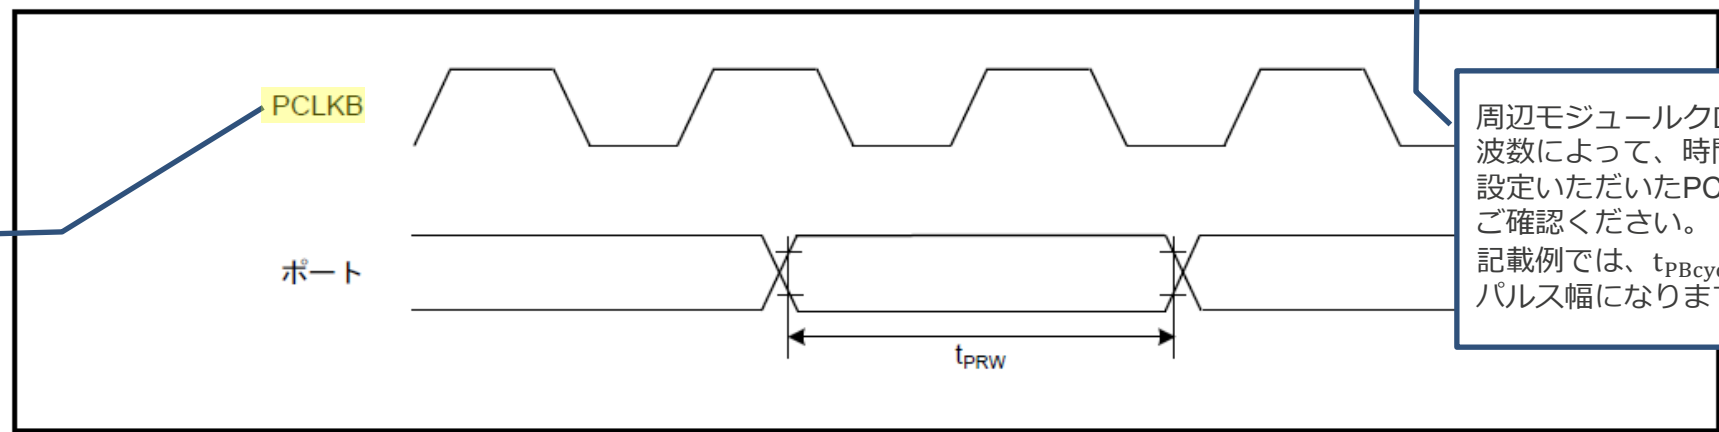 PCLKB
ポート
tPRW
周辺モジュールク
波数によって、時
設定いただいたPC
ご確認ください。
記載例では、tPBcy
パルス幅になりま